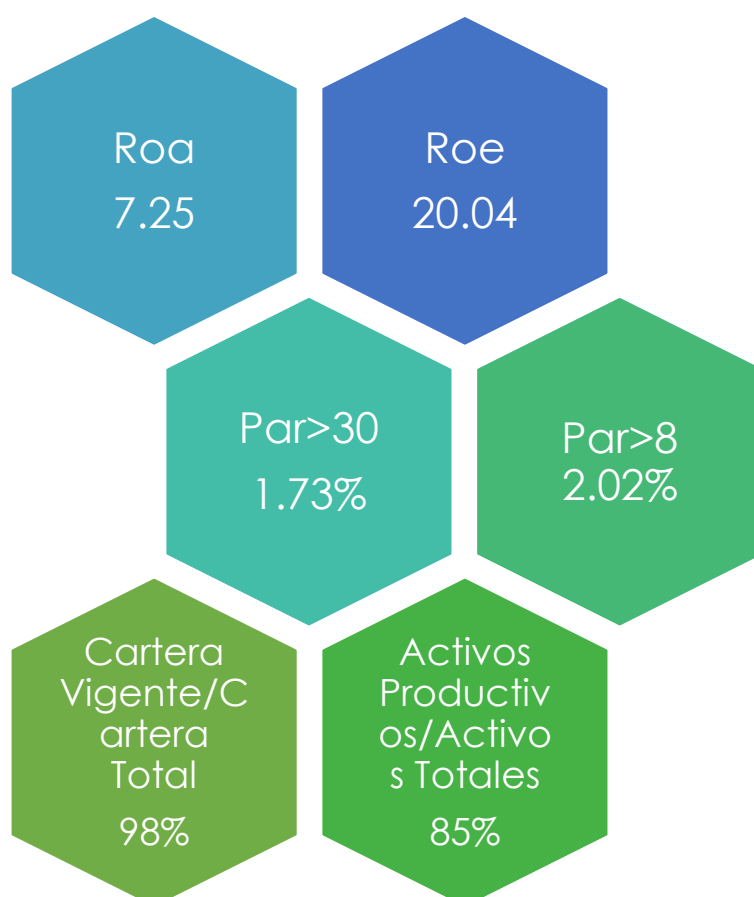 Roa
7.25
Roe
20.04
Par>30
1.73%
Par>8
2.02%
Cartera
Vigente/C
artera
Total
98%
Activos
Productiv
os/Activo
s Totales
85%